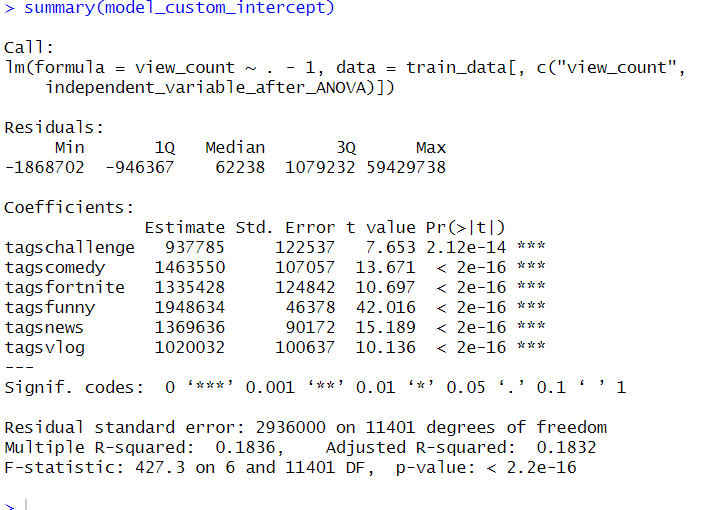 > summary(model_custom_intercept)
Call:
lm(formula = view_count ~ . - 1, data = train_data[, c("view_count",
    independent_variable_after_ANOVA)])
Residuals:
     Min       1Q   Median       3Q      Max
-1868702  -946367    62238  1079232 59429738
Coefficients:
              Estimate Std. Error t value Pr(>|t|)
tagschallenge   937785     122537   7.653 2.12e-14 ***
tagscomedy     1463550     107057  13.671  < 2e-16 ***
tagsfortnite   1335428     124842  10.697  < 2e-16 ***
tagsfunny      1948634      46378  42.016  < 2e-16 ***
tagsnews       1369636      90172  15.189  < 2e-16 ***
tagsvlog       1020032     100637  10.136  < 2e-16 ***
---
Signif. codes:  0 ‘***’ 0.001 ‘**’ 0.01 ‘*’ 0.05 ‘.’ 0.1 ‘ ’ 1
Residual standard error: 2936000 on 11401 degrees of freedom
Multiple R-squared:  0.1836,    Adjusted R-squared:  0.1832
F-statistic: 427.3 on 6 and 11401 DF,  p-value: < 2.2e-16
>